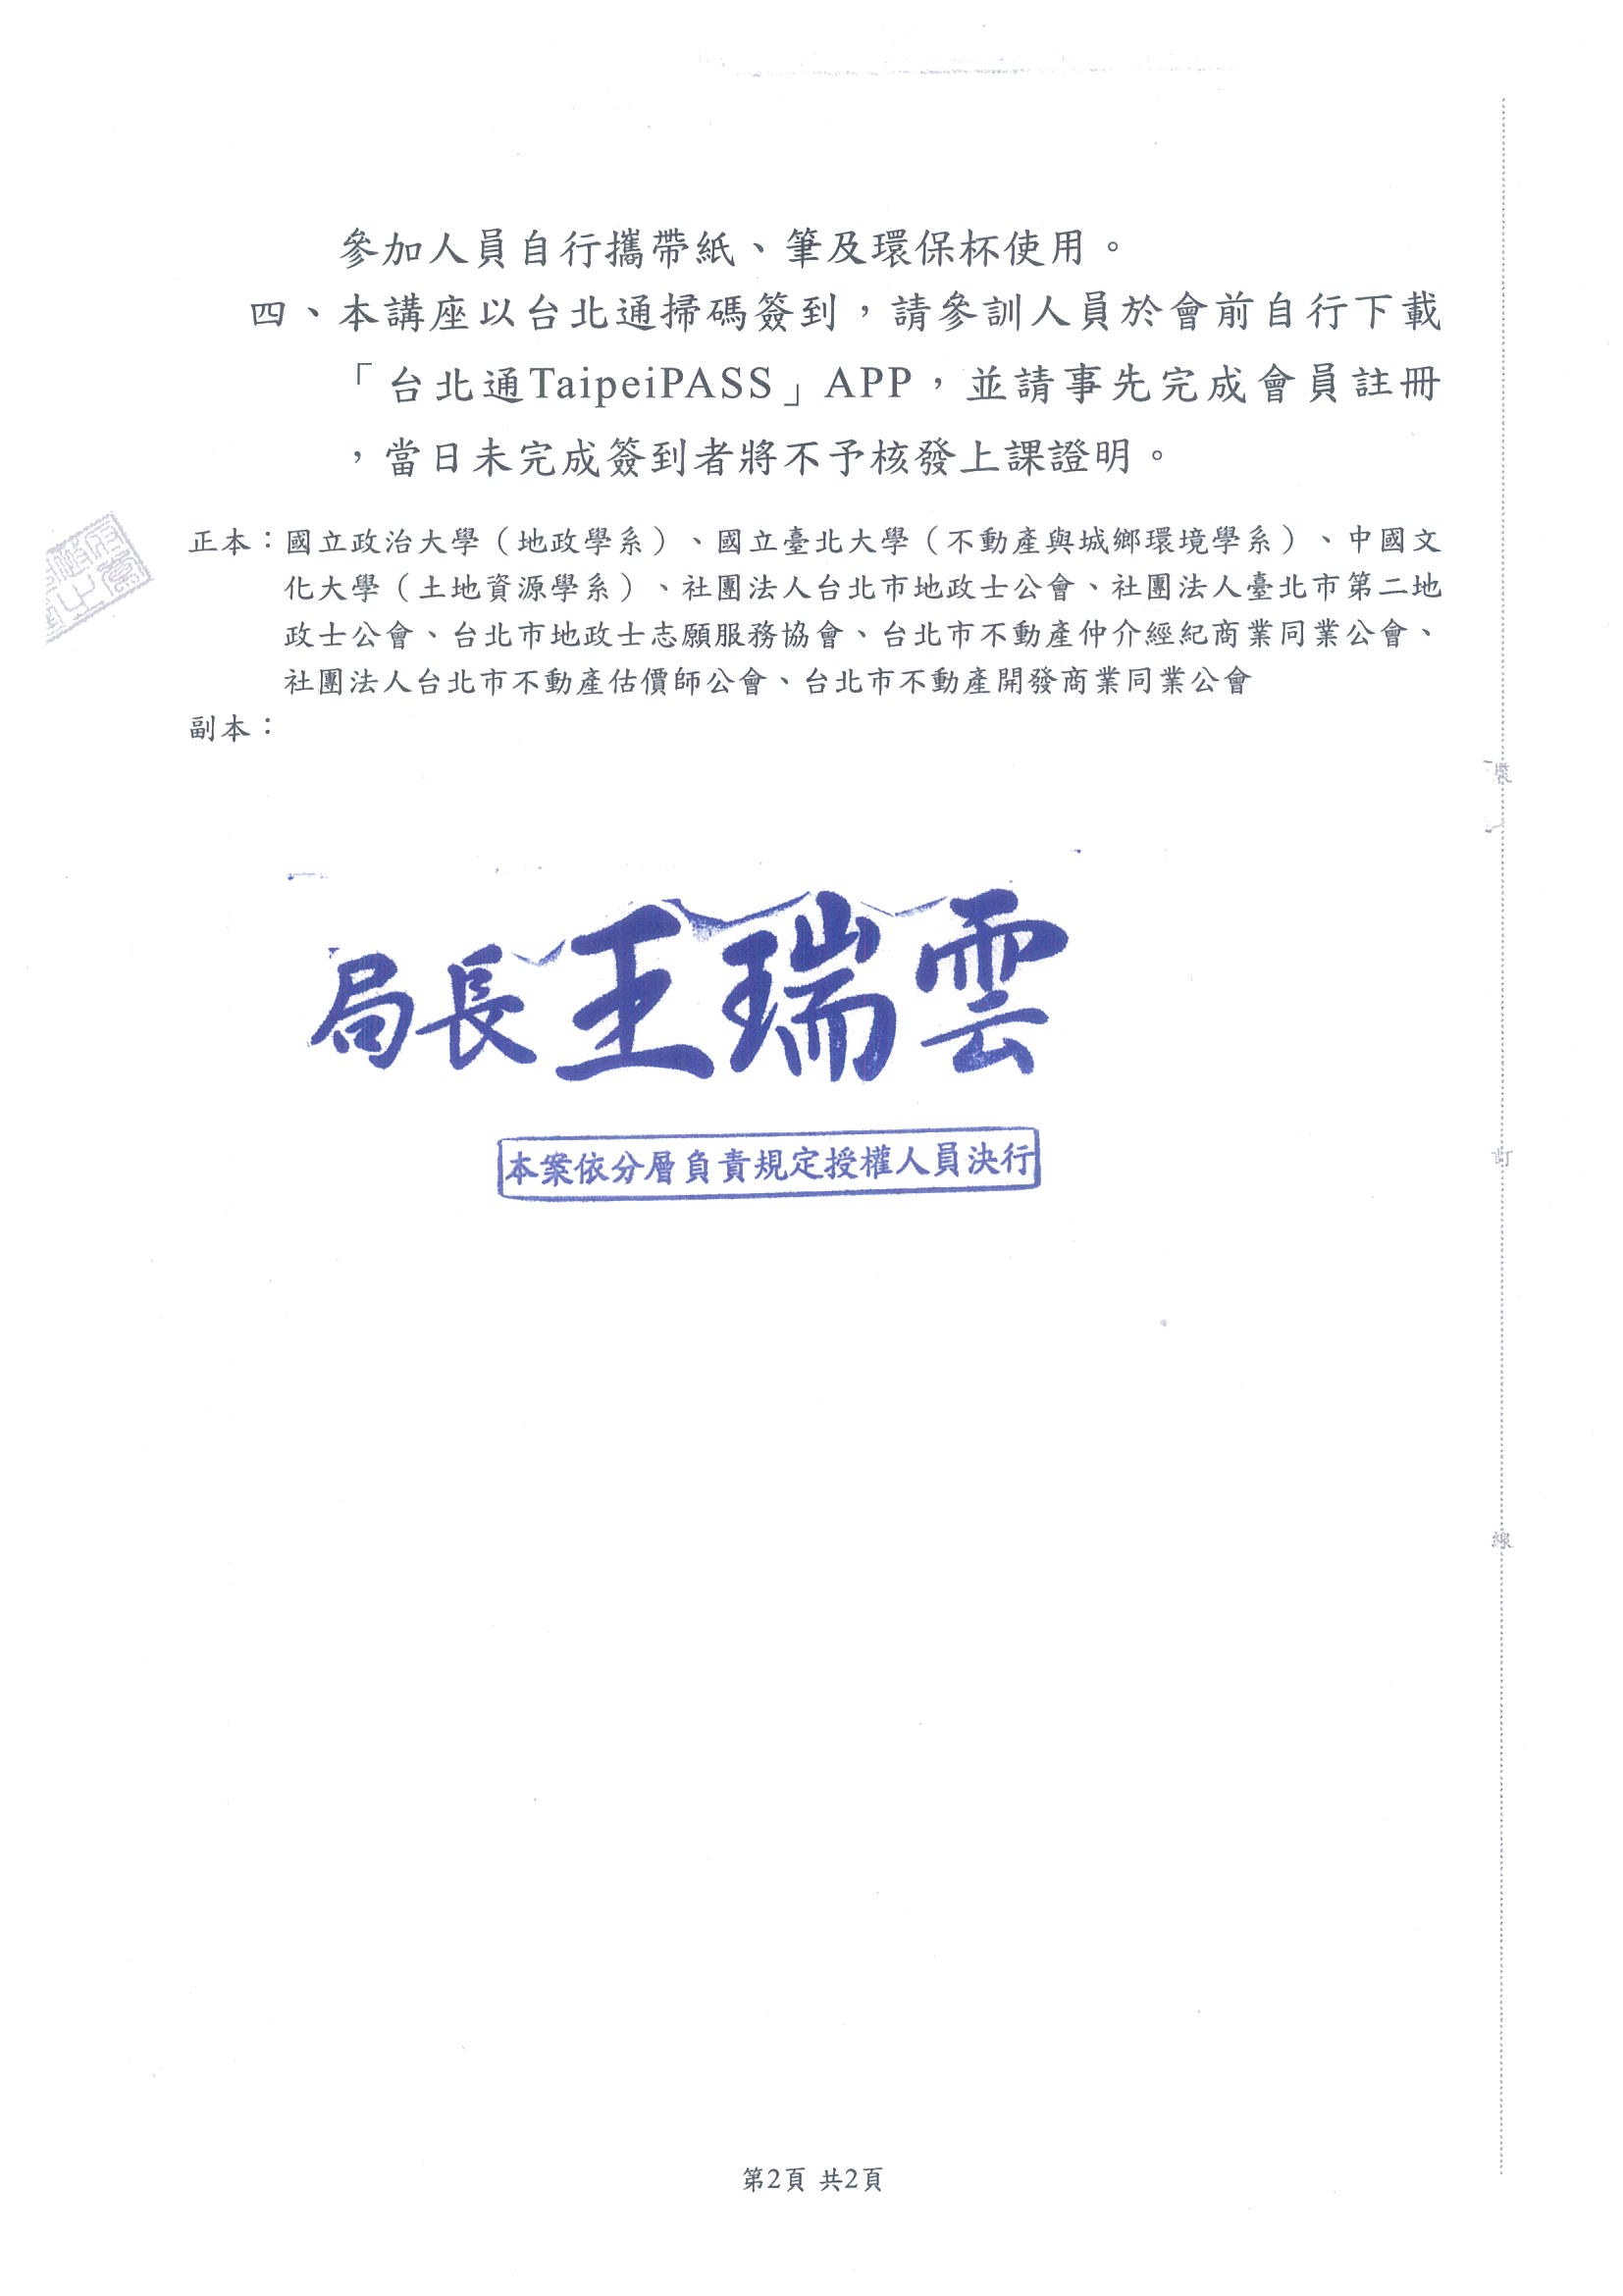 參加人員自行攜帶紙、筆及環保杯使用。
四、本講座以台北通掃碼簽到，請參訓人員於會前自行下載
「台北通TaipeiPASS」APP，並請事先完成會員註冊
，當日未完成簽到者將不予核發上課證明。
正本：國立政治大學（地政學系）、國立臺北大學（不動產與城鄉環境學系）、中國文
化大學（土地資源學系）、社團法人台北市地政士公會、社團法人臺北市第二地
政士公會、台北市地政士志願服務協會、台北市不動產仲介經紀商業同業公會、
社團法人台北市不動產估價師公會、台北市不動產開發商業同業公會
副本：
局長王瑞雲
本案依分層負責規定授權人員決行
裝
訂
線
第2頁 共2頁